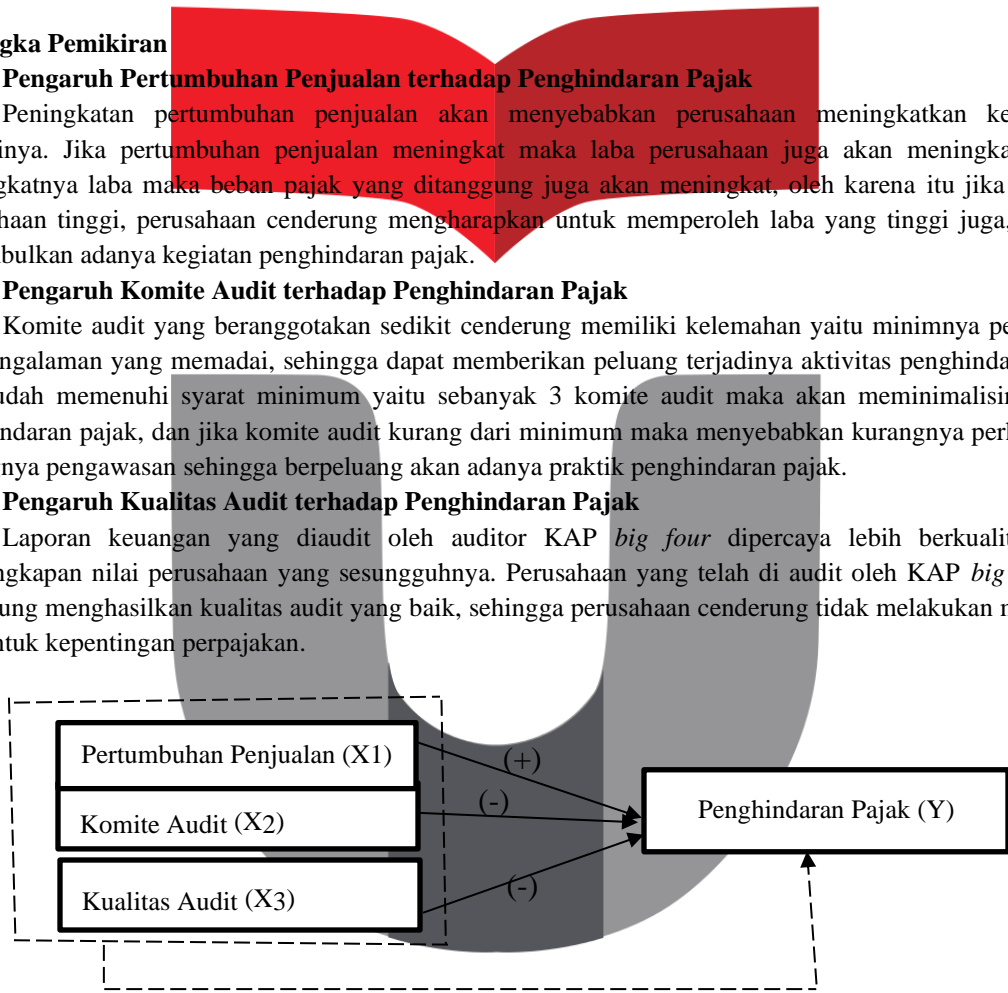 gka Pemikiran
Pengaruh Pertumbuhan Penjualan terhadap Penghindaran Pajak
Peningkatan pertumbuhan penjualan akan menyebabkan perusahaan meningkatkan ke
inya. Jika pertumbuhan penjualan meningkat maka laba perusahaan juga akan meningka
ngkatnya laba maka beban pajak yang ditanggung juga akan meningkat, oleh karena itu jika
haan tinggi, perusahaan cenderung mengharapkan untuk memperoleh laba yang tinggi juga,
bulkan adanya kegiatan penghindaran pajak.
Pengaruh Komite Audit terhadap Penghindaran Pajak
Komite audit yang beranggotakan sedikit cenderung memiliki kelemahan yaitu minimnya pe
ngalaman yang memadai, sehingga dapat memberikan peluang terjadinya aktivitas penghinda
udah memenuhi syarat minimum yaitu sebanyak 3 komite audit maka akan meminimalisir
ndaran pajak, dan jika komite audit kurang dari minimum maka menyebabkan kurangnya perh
gnya pengawasan sehingga berpeluang akan adanya praktik penghindaran pajak.
Pengaruh Kualitas Audit terhadap Penghindaran Pajak
Laporan keuangan yang diaudit oleh auditor KAP big four dipercaya lebih berkualit
ngkapan nilai perusahaan yang sesungguhnya. Perusahaan yang telah di audit oleh KAP big
ung menghasilkan kualitas audit yang baik, sehingga perusahaan cenderung tidak melakukan m
ntuk kepentingan perpajakan.
Pertumbuhan Penjualan (X1)
(+)
(-)
Komite Audit (X2)
Penghindaran Pajak (Y)
Kualitas Audit (X3)
(-)